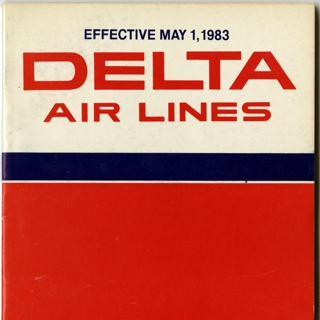 EFFECTIVE MAY 1, 1983
DELTA
AIR LINES